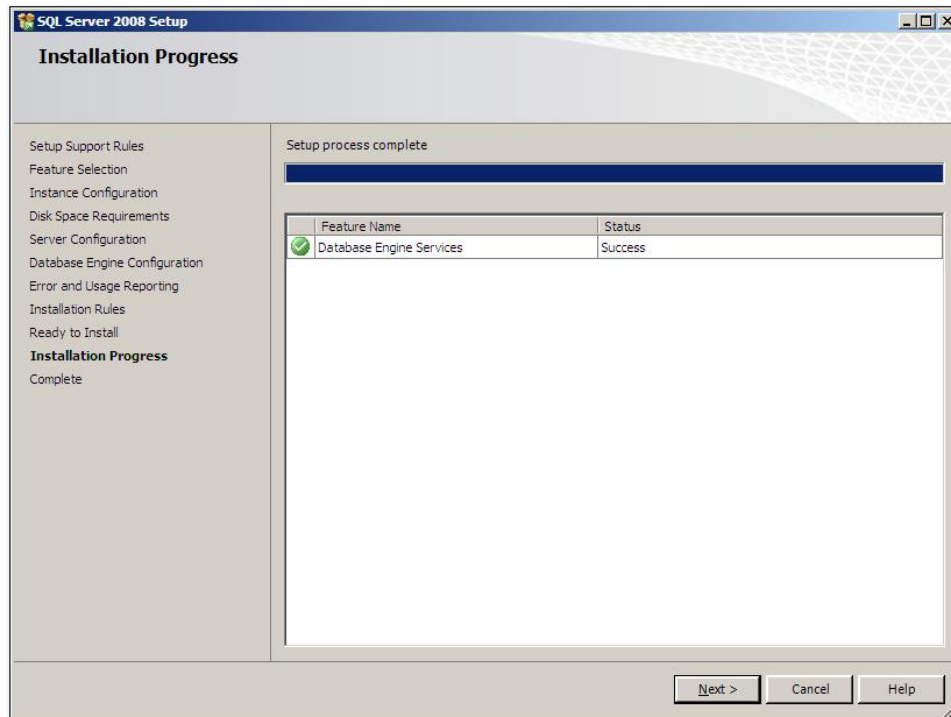 SQL Server 2008 Setup
Installation Progress
Setup Support Rules
Feature Selection
Instance Configuration
Disk Space Requirements
Server Configuration
Database Engine Configuration
Error and Usage Reporting
Installation Rules
Ready to Install
Installation Progress
Complete
Setup process complete
Feature Name Status
Database Engine Services Success
Next > Cancel Help